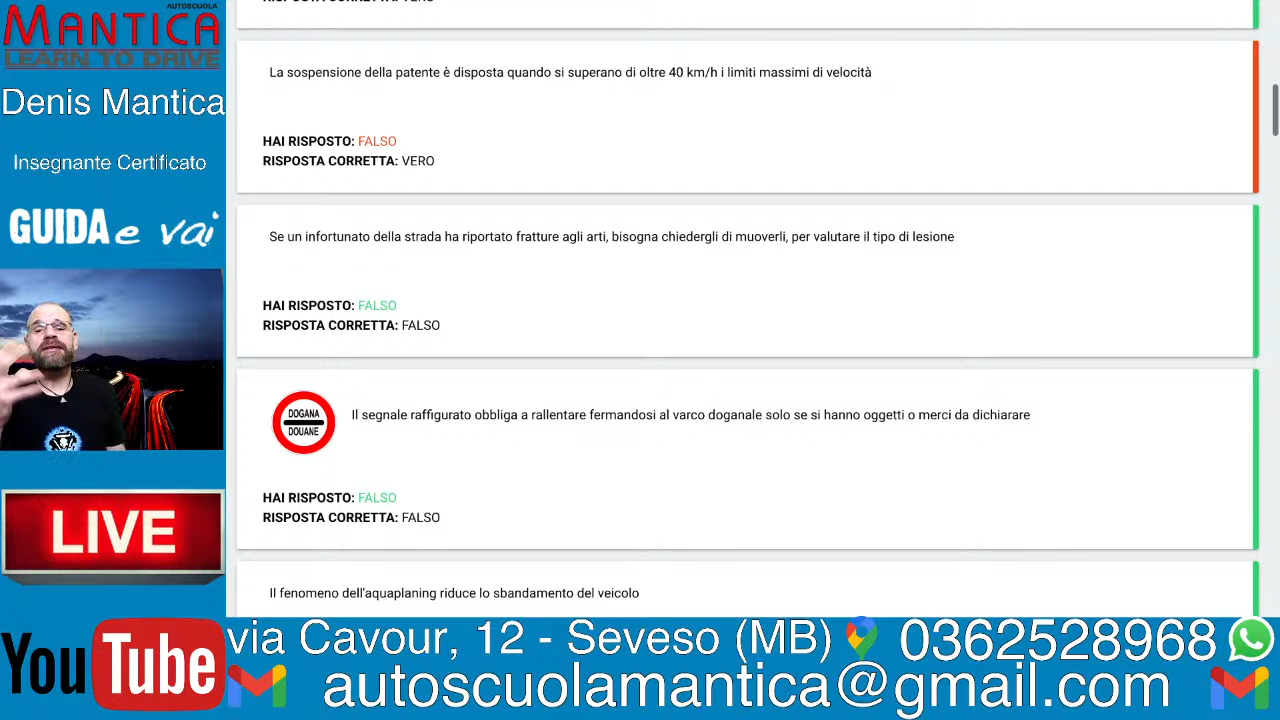 AUTOSCUOLA
MANTICA
LEARN TO DRIVE
Denis Mantica
Insegnante Certificato
GUIDA e vai
LIVE
YouTube
La sospensione della patente è disposta quando si superano di oltre 40 km/h i limiti massimi di velocità
HAI RISPOSTO: FALSO
RISPOSTA CORRETTA: VERO
Se un infortunato della strada ha riportato fratture agli arti, bisogna chiedergli di muoverli, per valutare il tipo di lesione
HAI RISPOSTO: FALSO
RISPOSTA CORRETTA: FALSO
DOGANA
DOUANE
Il segnale raffigurato obbliga a rallentare fermandosi al varco doganale solo se si hanno oggetti o merci da dichiarare
HAI RISPOSTO: FALSO
RISPOSTA CORRETTA: FALSO
Il fenomeno dell'aquaplaning riduce lo sbandamento del veicolo
via Cavour, 12 - Seveso (MB) 0362528968
autoscuolamantica@gmail.com